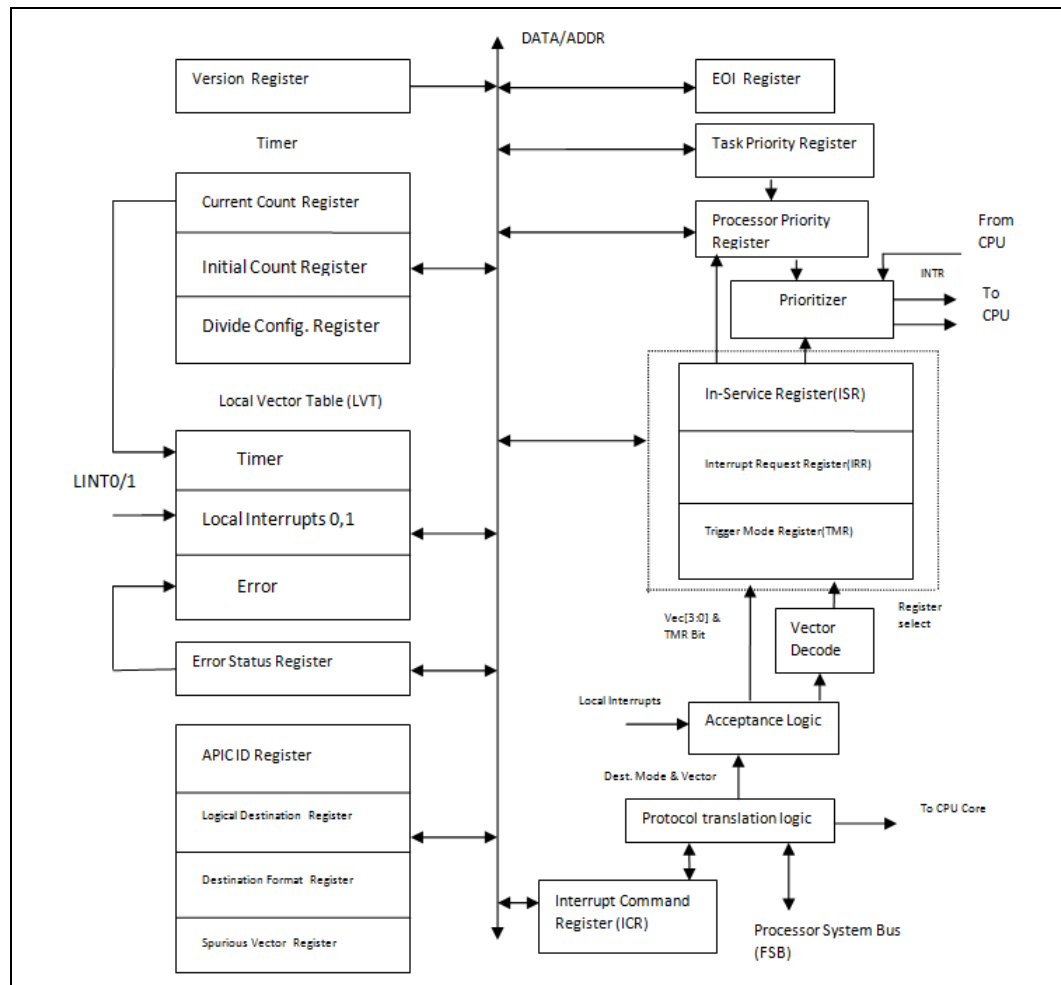 DATA/ADDR
Version Register
EOI Register
Timer
Task Priority Register
Current Count Register
Initial Count Register
Divide Config. Register
Processor Priority
Register
From
CPU
INTR
Prioritizer
To
CPU
Local Vector Table (LVT)
In-Service Register(ISR)
Interrupt Request Register(IRR)
Trigger Mode Register(TMR)
Timer
LINT0/1
Local Interrupts 0,1
Error
Vec[3:0] &
TMR Bit
Vector
Decode
Register
select
Error Status Register
Local Interrupts
Acceptance Logic
APIC ID Register
Logical Destination Register
Destination Format Register
Spurious Vector Register
Dest. Mode & Vector
Protocol translation logic
To CPU Core
Interrupt Command
Register (ICR)
Processor System Bus
(FSB)